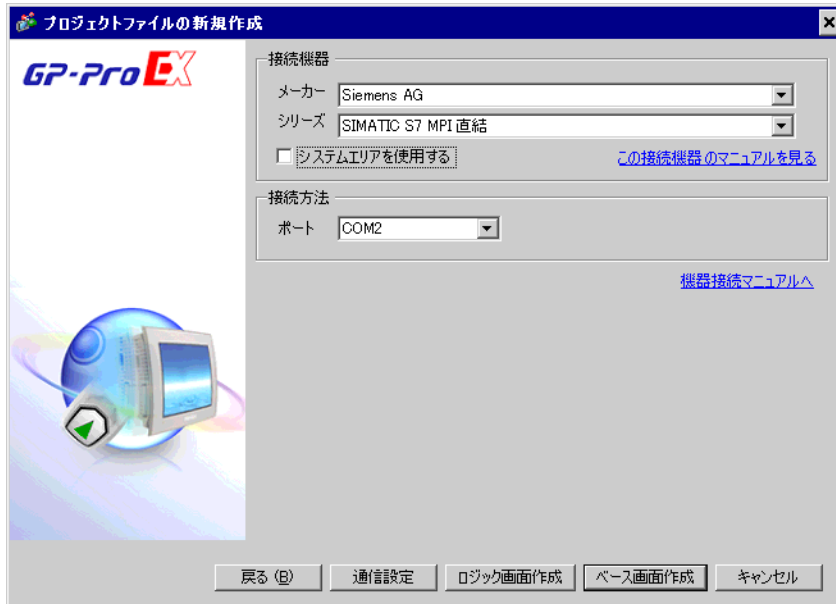 プロジェクトファイルの新規作成
GP-Pro EX
接続機器
メーカー Siemens AG
シリーズ SIMATIC S7 MPI 直結
システムエリアを使用する この接続機器のマニュアルを見る
接続方法
ポート COM2
機器接続マニュアルへ
戻る (B) 通信設定 ロジック画面作成 ベース画面作成 キャンセル